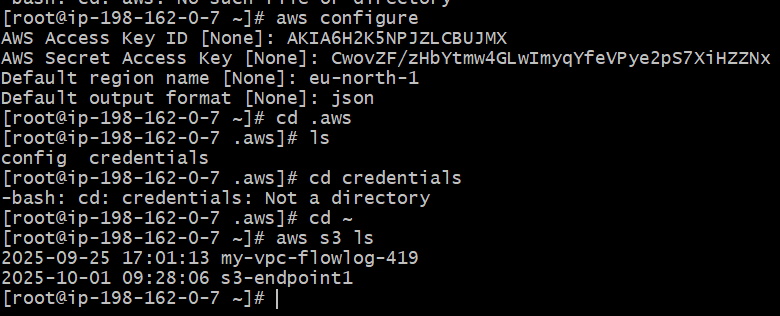 -bash: cd: aws: No such file or directory
[root@ip-198-162-0-7 ~]# aws configure
AWS Access Key ID [None]: AKIA6H2K5NPJZLCBUJMX
AWS Secret Access Key [None]: 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
Default region name [None]: eu-north-1
Default output format [None]: json
[root@ip-198-162-0-7 ~]# cd .aws
[root@ip-198-162-0-7 .aws]# ls
config  credentials
[root@ip-198-162-0-7 .aws]# cd credentials
-bash: cd: credentials: Not a directory
[root@ip-198-162-0-7 .aws]# cd ~
[root@ip-198-162-0-7 ~]# aws s3 ls
2025-09-25 17:01:13 my-vpc-flowlog-419
2025-10-01 09:28:06 s3-endpoint1
[root@ip-198-162-0-7 ~]#